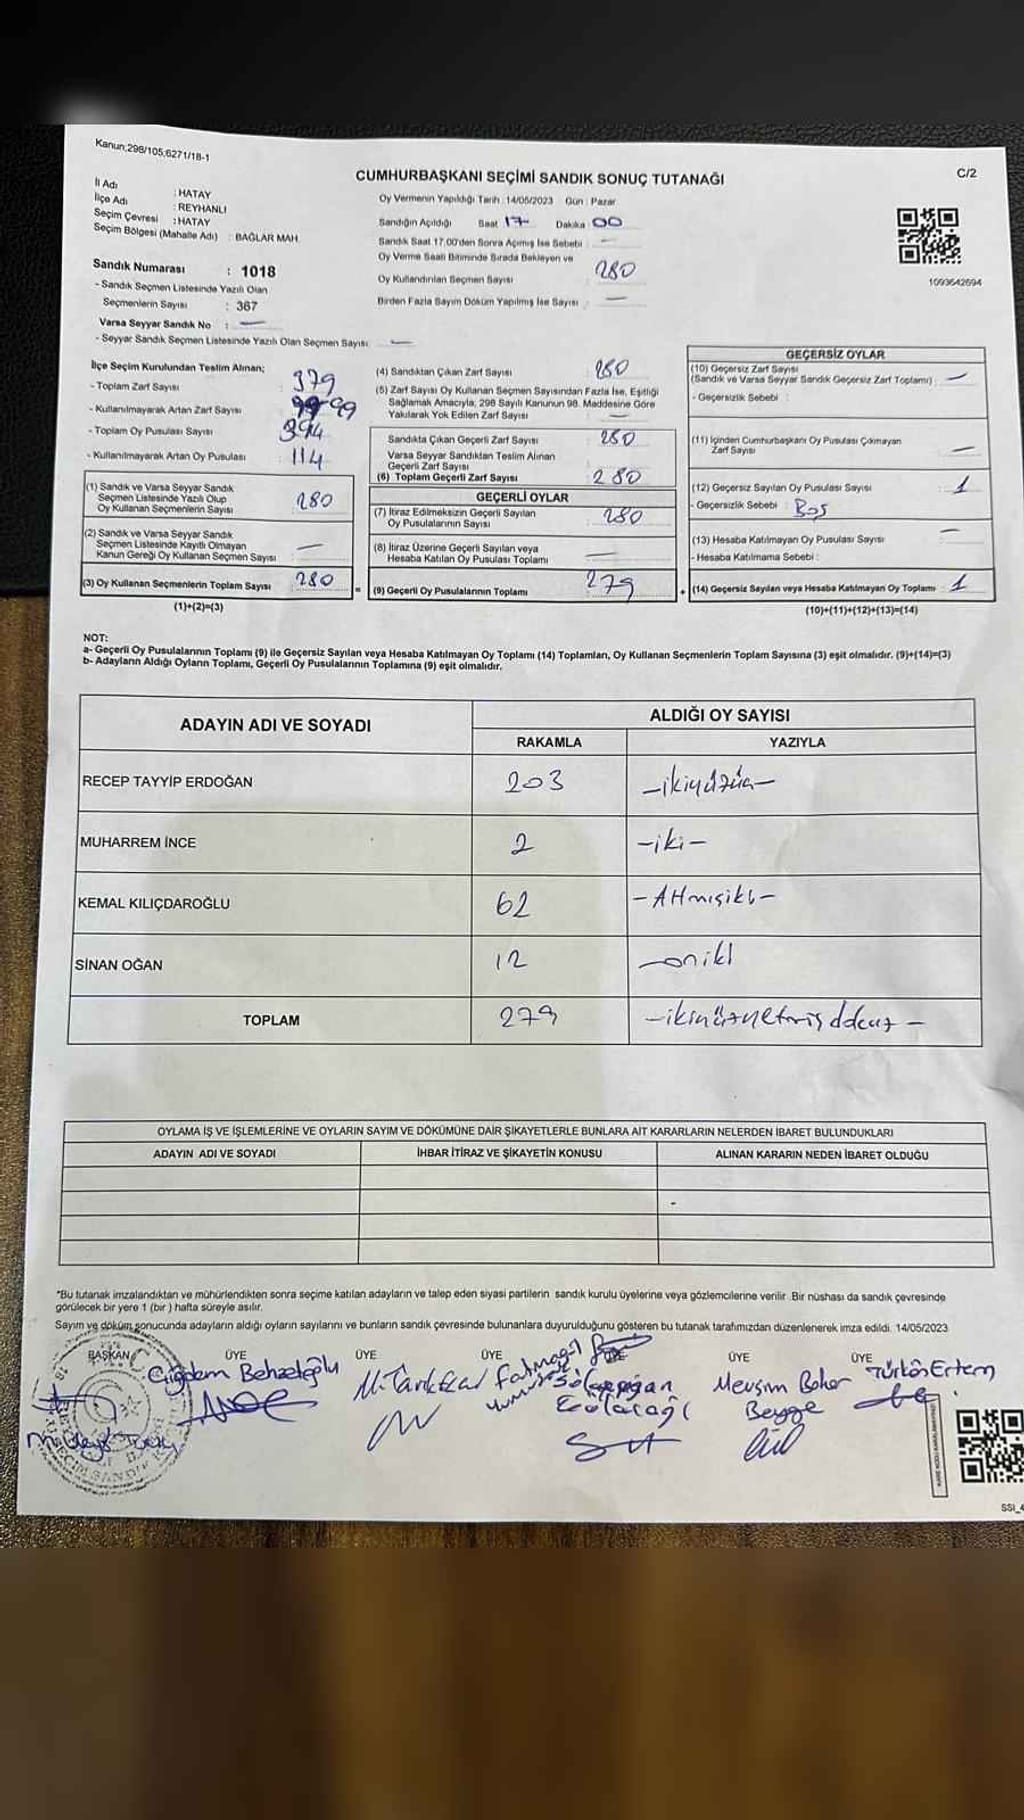 Kanun;298/105,6271/18-1
CUMHURBAŞKANI SEÇİMİ SANDIK SONUÇ TUTANAĞI
C/2
İl Adı : HATAY
İlçe Adı : REYHANLI
Seçim Çevresi : HATAY
Seçim Bölgesi (Mahalle Adı) : BAĞLAR MAH.
Sandık Numarası : 1018
- Sandık Seçmen Listesinde Yazılı Olan
Seçmenlerin Sayısı : 367
Varsa Seyyar Sandık No : —
- Seyyar Sandık Seçmen Listesinde Yazılı Olan Seçmen Sayısı : —
Oy Vermenin Yapıldığı Tarih : 14/05/2023 Gün : Pazar
Sandığın Açıldığı Saat 17 Dakika 00
Sandık Saat 17.00'den Sonra Açımış İse Sebebi : —
Oy Verme Saati Bitiminde Sırada Bekleyen ve
Oy Kullandırılan Seçmen Sayısı : 280
Birden Fazla Sayım Döküm Yapılmış İse Sayısı : —
1093642694
İlçe Seçim Kurulundan Teslim Alınan;
- Toplam Zarf Sayısı : 379
- Kullanılmayarak Artan Zarf Sayısı : 99
- Toplam Oy Pusulası Sayısı : 394
- Kullanılmayarak Artan Oy Pusulası : 114
(1) Sandık ve Varsa Seyyar Sandık
Seçmen Listesinde Yazılı Olup
Oy Kullanan Seçmenlerin Sayısı 280
(2) Sandık ve Varsa Seyyar Sandık
Seçmen Listesinde Kayıtlı Olmayan
Kanun Gereği Oy Kullanan Seçmen Sayısı —
(3) Oy Kullanan Seçmenlerin Toplam Sayısı 280
(1)+(2)=(3)
(4) Sandıktan Çıkan Zarf Sayısı : 280
(5) Zarf Sayısı Oy Kullanan Seçmen Sayısından Fazla İse, Eşitliği
Sağlamak Amacıyla, 298 Sayılı Kanunun 98. Maddesine Göre
Yakılarak Yok Edilen Zarf Sayısı —
Sandıkta Çıkan Geçerli Zarf Sayısı : 280
Varsa Seyyar Sandıktan Teslim Alınan
Geçerli Zarf Sayısı
(6) Toplam Geçerli Zarf Sayısı : 280
GEÇERLİ OYLAR
(7) İtiraz Edilmeksizin Geçerli Sayılan
Oy Pusulalarının Sayısı : 280
(8) İtiraz Üzerine Geçerli Sayılan veya
Hesaba Katılan Oy Pusulası Toplamı : —
= (9) Geçerli Oy Pusulalarının Toplamı 279
GEÇERSİZ OYLAR
(10) Geçersiz Zarf Sayısı
(Sandık ve Varsa Seyyar Sandık Geçersiz Zarf Toplamı) : —
- Geçersizlik Sebebi :
(11) İçinden Cumhurbaşkanı Oy Pusulası Çıkmayan
Zarf Sayısı : —
(12) Geçersiz Sayılan Oy Pusulası Sayısı : 1
- Geçersizlik Sebebi : Boş
(13) Hesaba Katılmayan Oy Pusulası Sayısı : —
- Hesaba Katılmama Sebebi :
+ (14) Geçersiz Sayılan veya Hesaba Katılmayan Oy Toplamı : 1
(10)+(11)+(12)+(13)=(14)
NOT:
a- Geçerli Oy Pusulalarının Toplamı (9) ile Geçersiz Sayılan veya Hesaba Katılmayan Oy Toplamı (14) Toplamları, Oy Kullanan Seçmenlerin Toplam Sayısına (3) eşit olmalıdır. (9)+(14)=(3)
b- Adayların Aldığı Oyların Toplamı, Geçerli Oy Pusulalarının Toplamına (9) eşit olmalıdır.
ADAYIN ADI VE SOYADI ALDIĞI OY SAYISI
RAKAMLA YAZIYLA
RECEP TAYYİP ERDOĞAN 203 –ikiyüzüç–
MUHARREM İNCE 2 –iki–
KEMAL KILIÇDAROĞLU 62 –Altmışiki–
SİNAN OĞAN 12 –oniki
TOPLAM 279 –ikiyüzyetmişdokuz–
OYLAMA İŞ VE İŞLEMLERİNE VE OYLARIN SAYIM VE DÖKÜMÜNE DAİR ŞİKAYETLERLE BUNLARA AİT KARARLARIN NELERDEN İBARET BULUNDUKLARI
ADAYIN ADI VE SOYADI İHBAR İTİRAZ VE ŞİKAYETİN KONUSU ALINAN KARARIN NEDEN İBARET OLDUĞU
*Bu tutanak imzalandıktan ve mühürlendikten sonra seçime katılan adayların ve talep eden siyasi partilerin sandık kurulu üyelerine veya gözlemcilerine verilir .Bir nüshası da sandık çevresinde
görülecek bir yere 1 (bir ) hafta süreyle asılır.
Sayım ve döküm sonucunda adayların aldığı oyların sayılarını ve bunların sandık çevresinde bulunanlara duyurulduğunu gösteren bu tutanak tarafımızdan düzenlenerek imza edildi. 14/05/2023
BAŞKAN ÜYE ÜYE ÜYE ÜYE ÜYE
Çiğdem Behzetoğlu
Fatmagül
Türkan Ertem